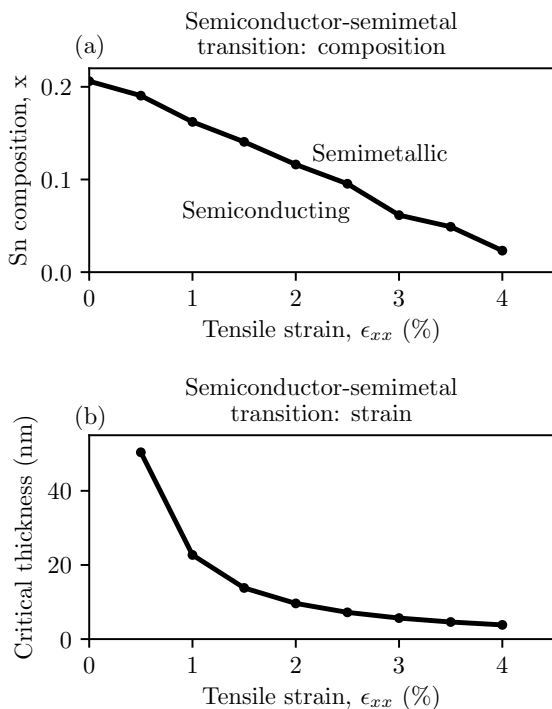 Semiconductor-semimetal
transition: composition
(a)
Sn composition, x
0.2
0.1
0.0
Semimetallic
Semiconducting
0 1 2 3 4
Tensile strain, ϵxx (%)
Semiconductor-semimetal
transition: strain
(b)
Critical thickness (nm)
40
20
0
0 1 2 3 4
Tensile strain, ϵxx (%)